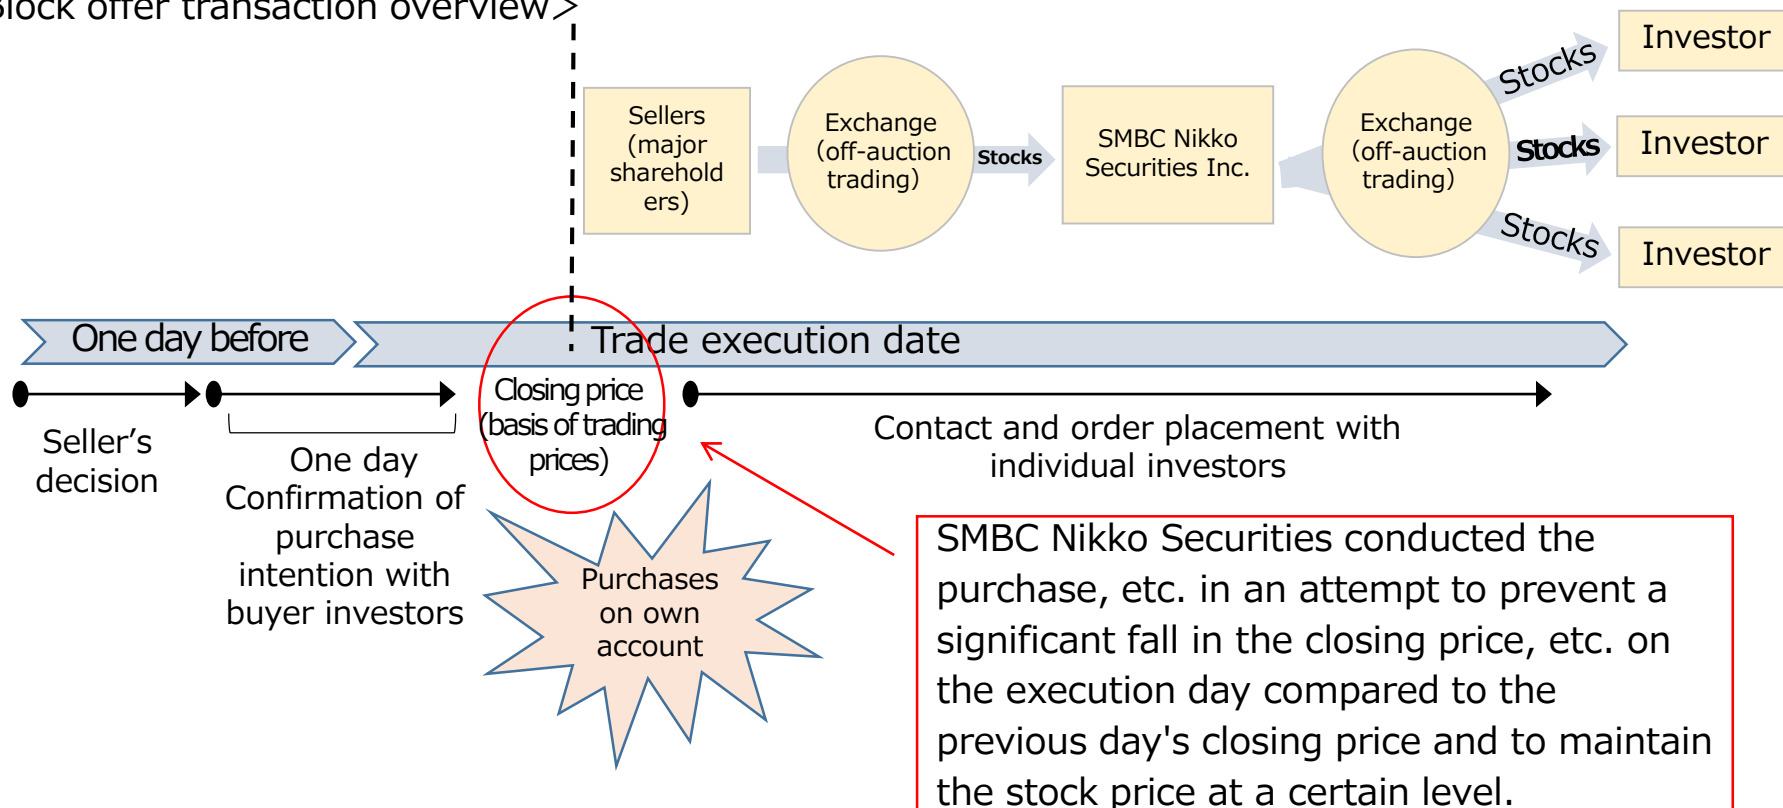 Block offer transaction overview＞
Sellers
(major
sharehold
ers)
Exchange
(off-auction
trading)
Stocks
SMBC Nikko
Securities Inc.
Exchange
(off-auction
trading)
Stocks
Stocks
Stocks
Investor
Investor
Investor
One day before
Trade execution date
Seller’s
decision
One day
Confirmation of
purchase
intention with
buyer investors
Closing price
(basis of trading
prices)
Contact and order placement with
individual investors
Purchases
on own
account
SMBC Nikko Securities conducted the
purchase, etc. in an attempt to prevent a
significant fall in the closing price, etc. on
the execution day compared to the
previous day's closing price and to maintain
the stock price at a certain level.